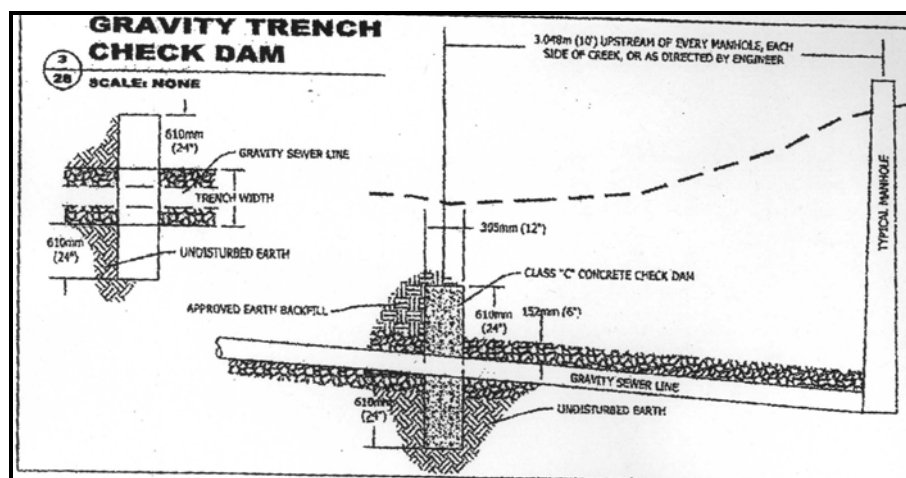 GRAVITY TRENCH
CHECK DAM
3
28
SCALE: NONE
3.048m (10') UPSTREAM OF EVERY MANHOLE, EACH
SIDE OF CREEK, OR AS DIRECTED BY ENGINEER
610mm
(24")
GRAVITY SEWER LINE
TRENCH WIDTH
610mm
(24")
UNDISTURBED EARTH
TYPICAL MANHOLE
305mm (12")
CLASS "C" CONCRETE CHECK DAM
APPROVED EARTH BACKFILL
610mm
(24")
152mm (6")
GRAVITY SEWER LINE
610mm
(24")
UNDISTURBED EARTH